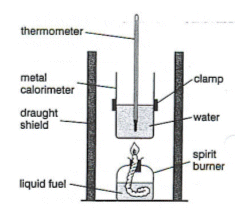 thermometer
metal
calorimeter
clamp
draught
shield
water
spirit
burner
liquid fuel